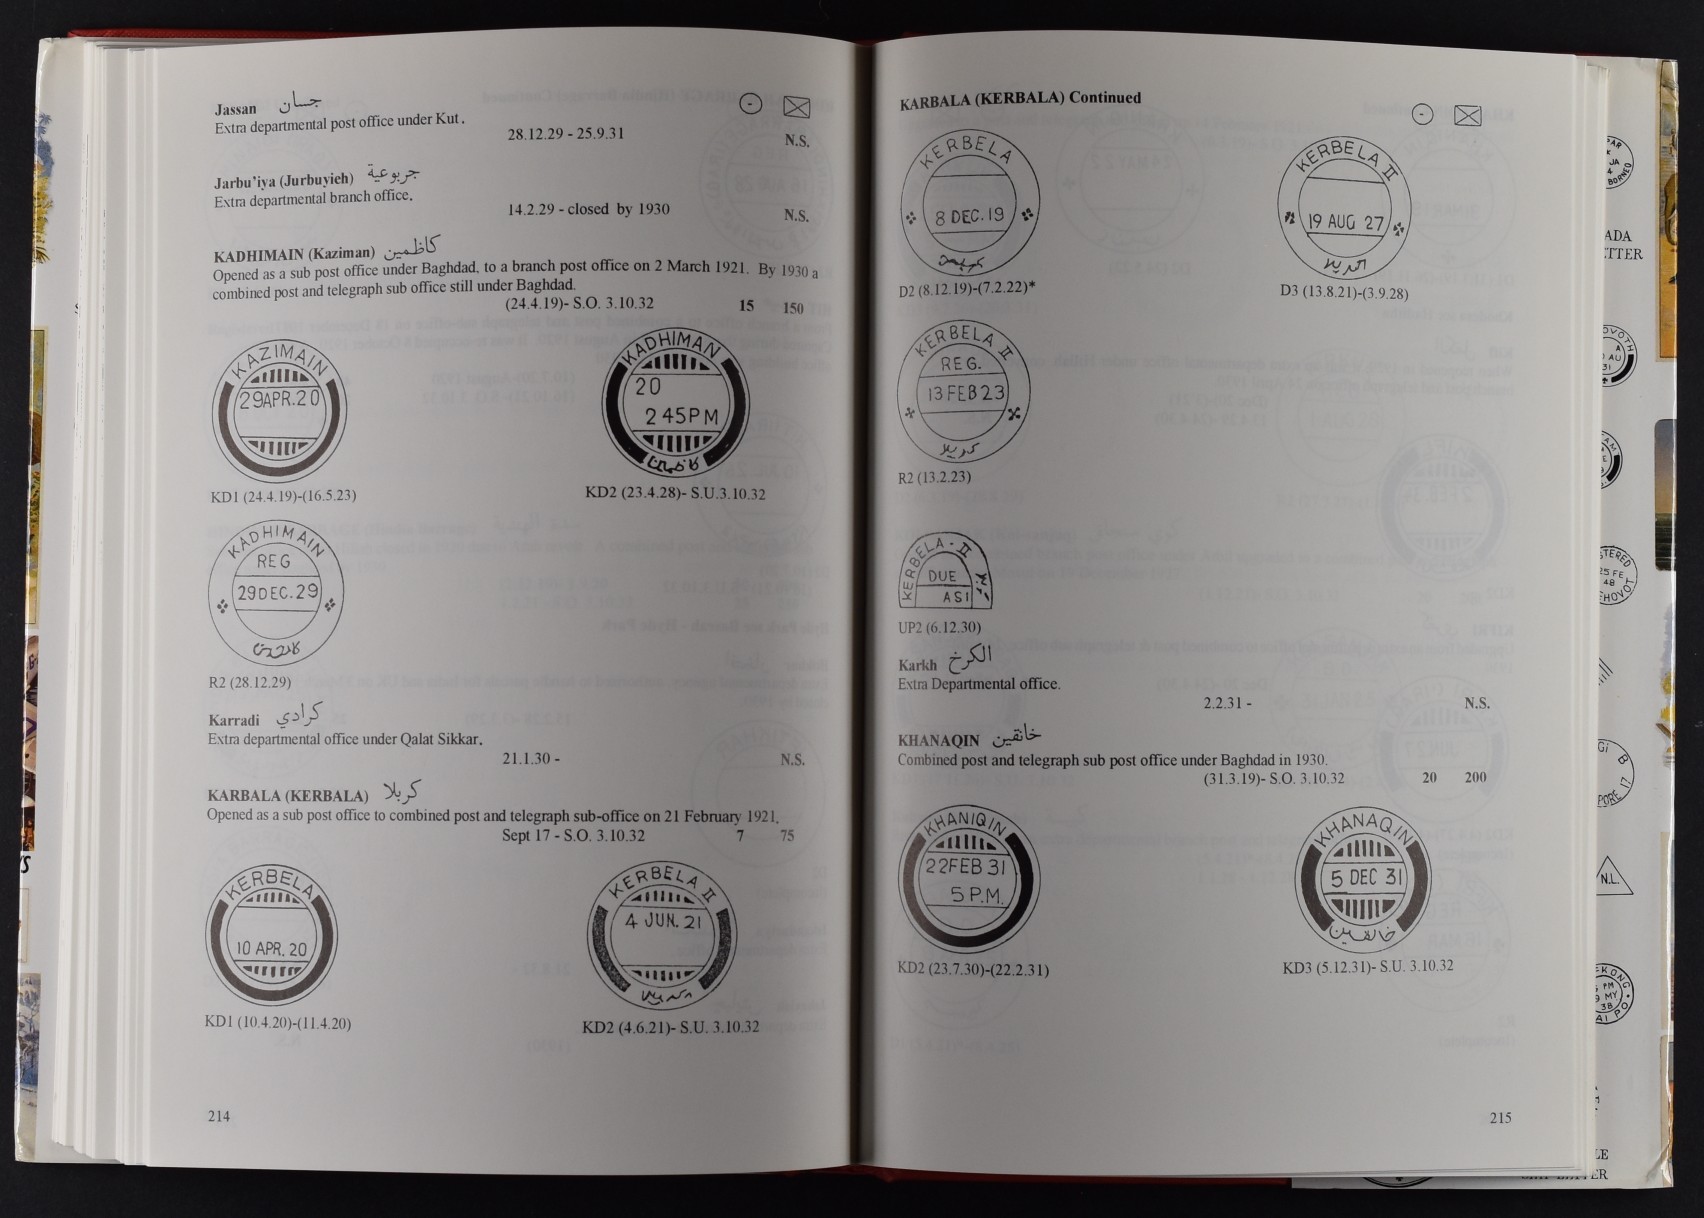 Jassan جسان
Extra departmental post office under Kut.
28.12.29 - 25.9.31 N.S.
Jarbu'iya (Jurbuyieh) جربوعية
Extra departmental branch office.
14.2.29 - closed by 1930 N.S.
KADHIMAIN (Kaziman) كاظمين
Opened as a sub post office under Baghdad, to a branch post office on 2 March 1921. By 1930 a
combined post and telegraph sub office still under Baghdad.
(24.4.19)- S.O. 3.10.32 15 150
KAZIMAIN
29APR.20
KADHIMAN
20
2 45PM
كاظمين
KD1 (24.4.19)-(16.5.23)
KD2 (23.4.28)- S.U.3.10.32
KADHIMAIN
REG
29DEC.29
R2 (28.12.29)
Karradi كرادي
Extra departmental office under Qalat Sikkar.
21.1.30 - N.S.
KARBALA (KERBALA) كربلا
Opened as a sub post office to combined post and telegraph sub-office on 21 February 1921.
Sept 17 - S.O. 3.10.32 7 75
KERBELA
10 APR. 20
KERBELA II
4 JUN. 21
KD1 (10.4.20)-(11.4.20)
KD2 (4.6.21)- S.U. 3.10.32
214
KARBALA (KERBALA) Continued
KERBELA
8 DEC. 19
KERBELA II
19 AUG 27
D2 (8.12.19)-(7.2.22)*
D3 (13.8.21)-(3.9.28)
KERBELA II
REG.
13 FEB 23
كربلا
R2 (13.2.23)
KERBELA - II
DUE
AS I
UP2 (6.12.30)
Karkh الكرخ
Extra Departmental office.
2.2.31 - N.S.
KHANAQIN خانقين
Combined post and telegraph sub post office under Baghdad in 1930.
(31.3.19)- S.O. 3.10.32 20 200
KHANIQIN
22FEB 31
5 P.M.
KHANAQIN
5 DEC 31
KD2 (23.7.30)-(22.2.31)
KD3 (5.12.31)- S.U. 3.10.32
215
ADA
TTER
N.L.